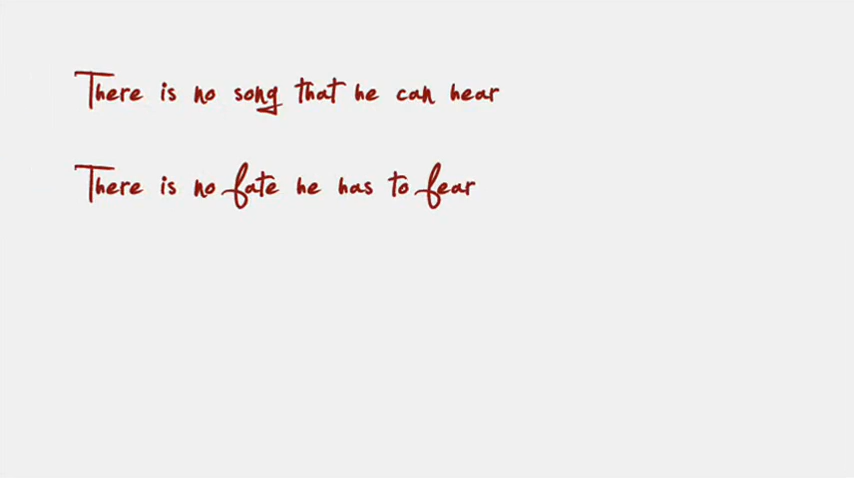 There is no song that he can hear
There is no fate he has to fear